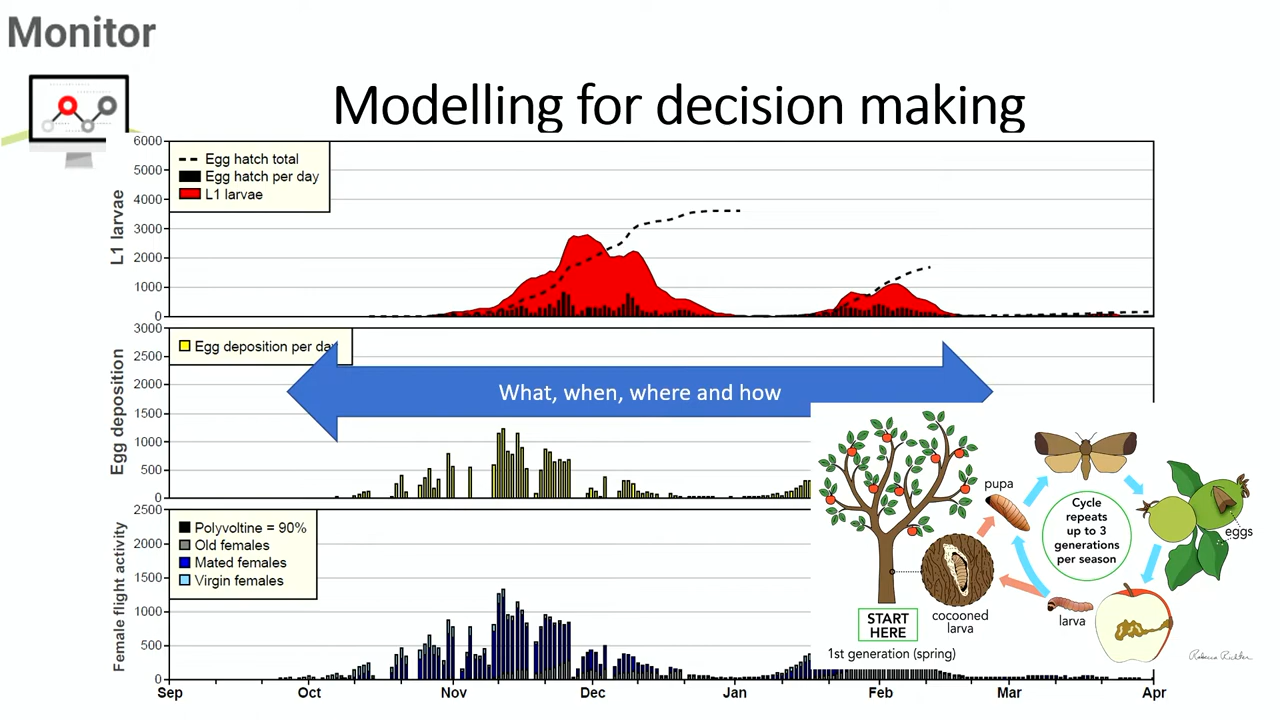 Monitor
Modelling for decision making
L1 larvae
6000
5000
4000
3000
2000
1000
0
Egg hatch total
Egg hatch per day
L1 larvae
Egg deposition
3000
2500
2000
1500
1000
500
0
Egg deposition per day
What, when, where and how
Female flight activity
2500
2000
1500
1000
500
0
Polyvoltine = 90%
Old females
Mated females
Virgin females
Sep
Oct
Nov
Dec
Jan
Feb
Mar
Apr
pupa
Cycle
repeats
up to 3
generations
per season
eggs
larva
cocooned
larva
START
HERE
1st generation (spring)
Rebecca Richter